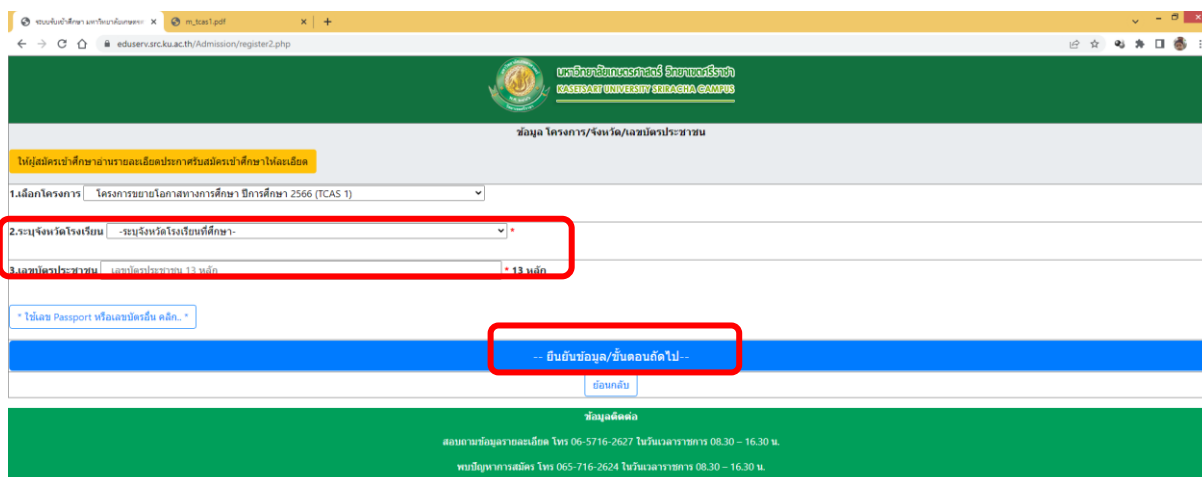 ระบบรับเข้าศึกษา มหาวิทยาลัยเกษตรศ
m_tcas1.pdf
eduserv.src.ku.ac.th/Admission/register2.php
มหาวิทยาลัยเกษตรศาสตร์ วิทยาเขตศรีราชา
KASETSART UNIVERSITY SRIRACHA CAMPUS
ข้อมูล โครงการ/จังหวัด/เลขบัตรประชาชน
ให้ผู้สมัครเข้าศึกษาอ่านรายละเอียดประกาศรับสมัครเข้าศึกษาให้ละเอียด
1.เลือกโครงการ โครงการขยายโอกาสทางการศึกษา ปีการศึกษา 2566 (TCAS 1)
2.ระบุจังหวัดโรงเรียน -ระบุจังหวัดโรงเรียนที่ศึกษา- *
3.เลขบัตรประชาชน เลขบัตรประชาชน 13 หลัก * 13 หลัก
* ใช้เลข Passport หรือเลขบัตรอื่น คลิก.. *
-- ยืนยันข้อมูล/ขั้นตอนถัดไป--
ย้อนกลับ
ข้อมูลติดต่อ
สอบถามข้อมูลรายละเอียด โทร 06-5716-2627 ในวันเวลาราชการ 08.30 – 16.30 น.
พบปัญหาการสมัคร โทร 065-716-2624 ในวันเวลาราชการ 08.30 – 16.30 น.